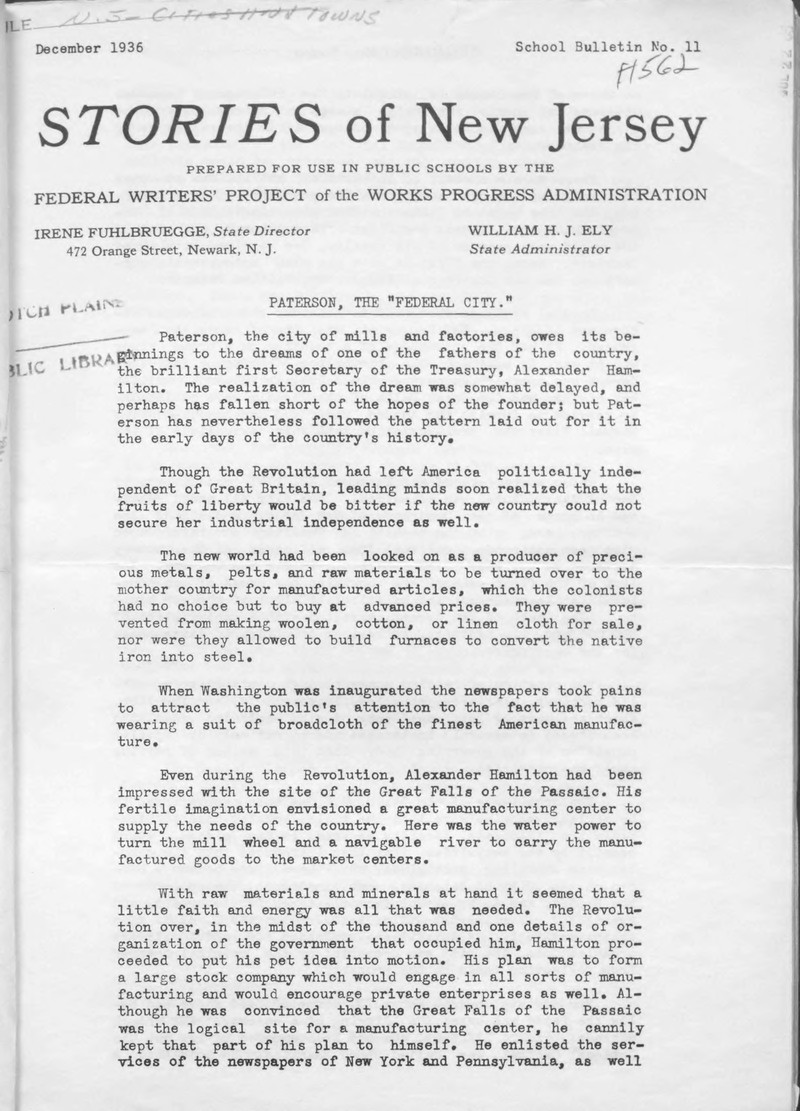 ILE N.J. - Cities and Towns
December 1936
School Bulletin No. 11
H562
STORIES of New Jersey
PREPARED FOR USE IN PUBLIC SCHOOLS BY THE
FEDERAL WRITERS' PROJECT of the WORKS PROGRESS ADMINISTRATION
IRENE FUHLBRUEGGE, State Director
472 Orange Street, Newark, N. J.
WILLIAM H. J. ELY
State Administrator
PATERSON, THE "FEDERAL CITY."
OTCH PLAINS
BLIC LIBRA
Paterson, the city of mills and factories, owes its be-
ginnings to the dreams of one of the fathers of the country,
the brilliant first Secretary of the Treasury, Alexander Ham-
ilton. The realization of the dream was somewhat delayed, and
perhaps has fallen short of the hopes of the founder; but Pat-
erson has nevertheless followed the pattern laid out for it in
the early days of the country's history.
Though the Revolution had left America politically inde-
pendent of Great Britain, leading minds soon realized that the
fruits of liberty would be bitter if the new country could not
secure her industrial independence as well.
The new world had been looked on as a producer of preci-
ous metals, pelts, and raw materials to be turned over to the
mother country for manufactured articles, which the colonists
had no choice but to buy at advanced prices. They were pre-
vented from making woolen, cotton, or linen cloth for sale,
nor were they allowed to build furnaces to convert the native
iron into steel.
When Washington was inaugurated the newspapers took pains
to attract the public's attention to the fact that he was
wearing a suit of broadcloth of the finest American manufac-
ture.
Even during the Revolution, Alexander Hamilton had been
impressed with the site of the Great Falls of the Passaic. His
fertile imagination envisioned a great manufacturing center to
supply the needs of the country. Here was the water power to
turn the mill wheel and a navigable river to carry the manu-
factured goods to the market centers.
With raw materials and minerals at hand it seemed that a
little faith and energy was all that was needed. The Revolu-
tion over, in the midst of the thousand and one details of or-
ganization of the government that occupied him, Hamilton pro-
ceeded to put his pet idea into motion. His plan was to form
a large stock company which would engage in all sorts of manu-
facturing and would encourage private enterprises as well. Al-
though he was convinced that the Great Falls of the Passaic
was the logical site for a manufacturing center, he cannily
kept that part of his plan to himself. He enlisted the ser-
vices of the newspapers of New York and Pennsylvania, as well